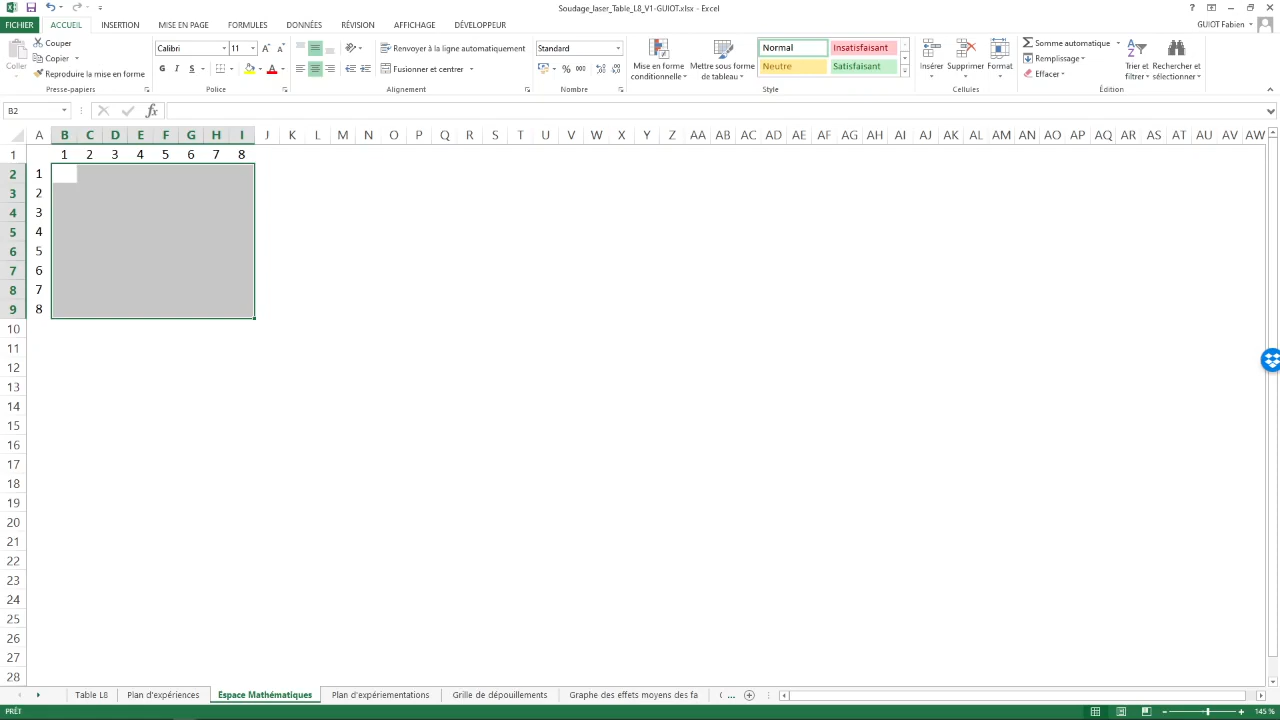 Soudage_laser_Table_L8_V1-GUIOT.xlsx - Excel
FICHIER ACCUEIL INSERTION MISE EN PAGE FORMULES DONNÉES RÉVISION AFFICHAGE DÉVELOPPEUR GUIOT Fabien
Coller
Couper
Copier
Reproduire la mise en forme
Presse-papiers
Calibri 11
G I S
Police
Renvoyer à la ligne automatiquement
Fusionner et centrer
Alignement
Standard
% 000
Nombre
Mise en forme conditionnelle
Mettre sous forme de tableau
Normal Insatisfaisant
Neutre Satisfaisant
Style
Insérer Supprimer Format
Cellules
Somme automatique
Remplissage
Effacer
Trier et filtrer
Rechercher et sélectionner
Édition
B2 fx
A B C D E F G H I J K L M N O P Q R S T U V W X Y Z AA AB AC AD AE AF AG AH AI AJ AK AL AM AN AO AP AQ AR AS AT AU AV AW
1 1 2 3 4 5 6 7 8
2 1
3 2
4 3
5 4
6 5
7 6
8 7
9 8
10
11
12
13
14
15
16
17
18
19
20
21
22
23
24
25
26
27
28
Table L8 Plan d'expériences Espace Mathématiques Plan d'expériementations Grille de dépouillements Graphe des effets moyens des fa ...
PRÊT 145 %